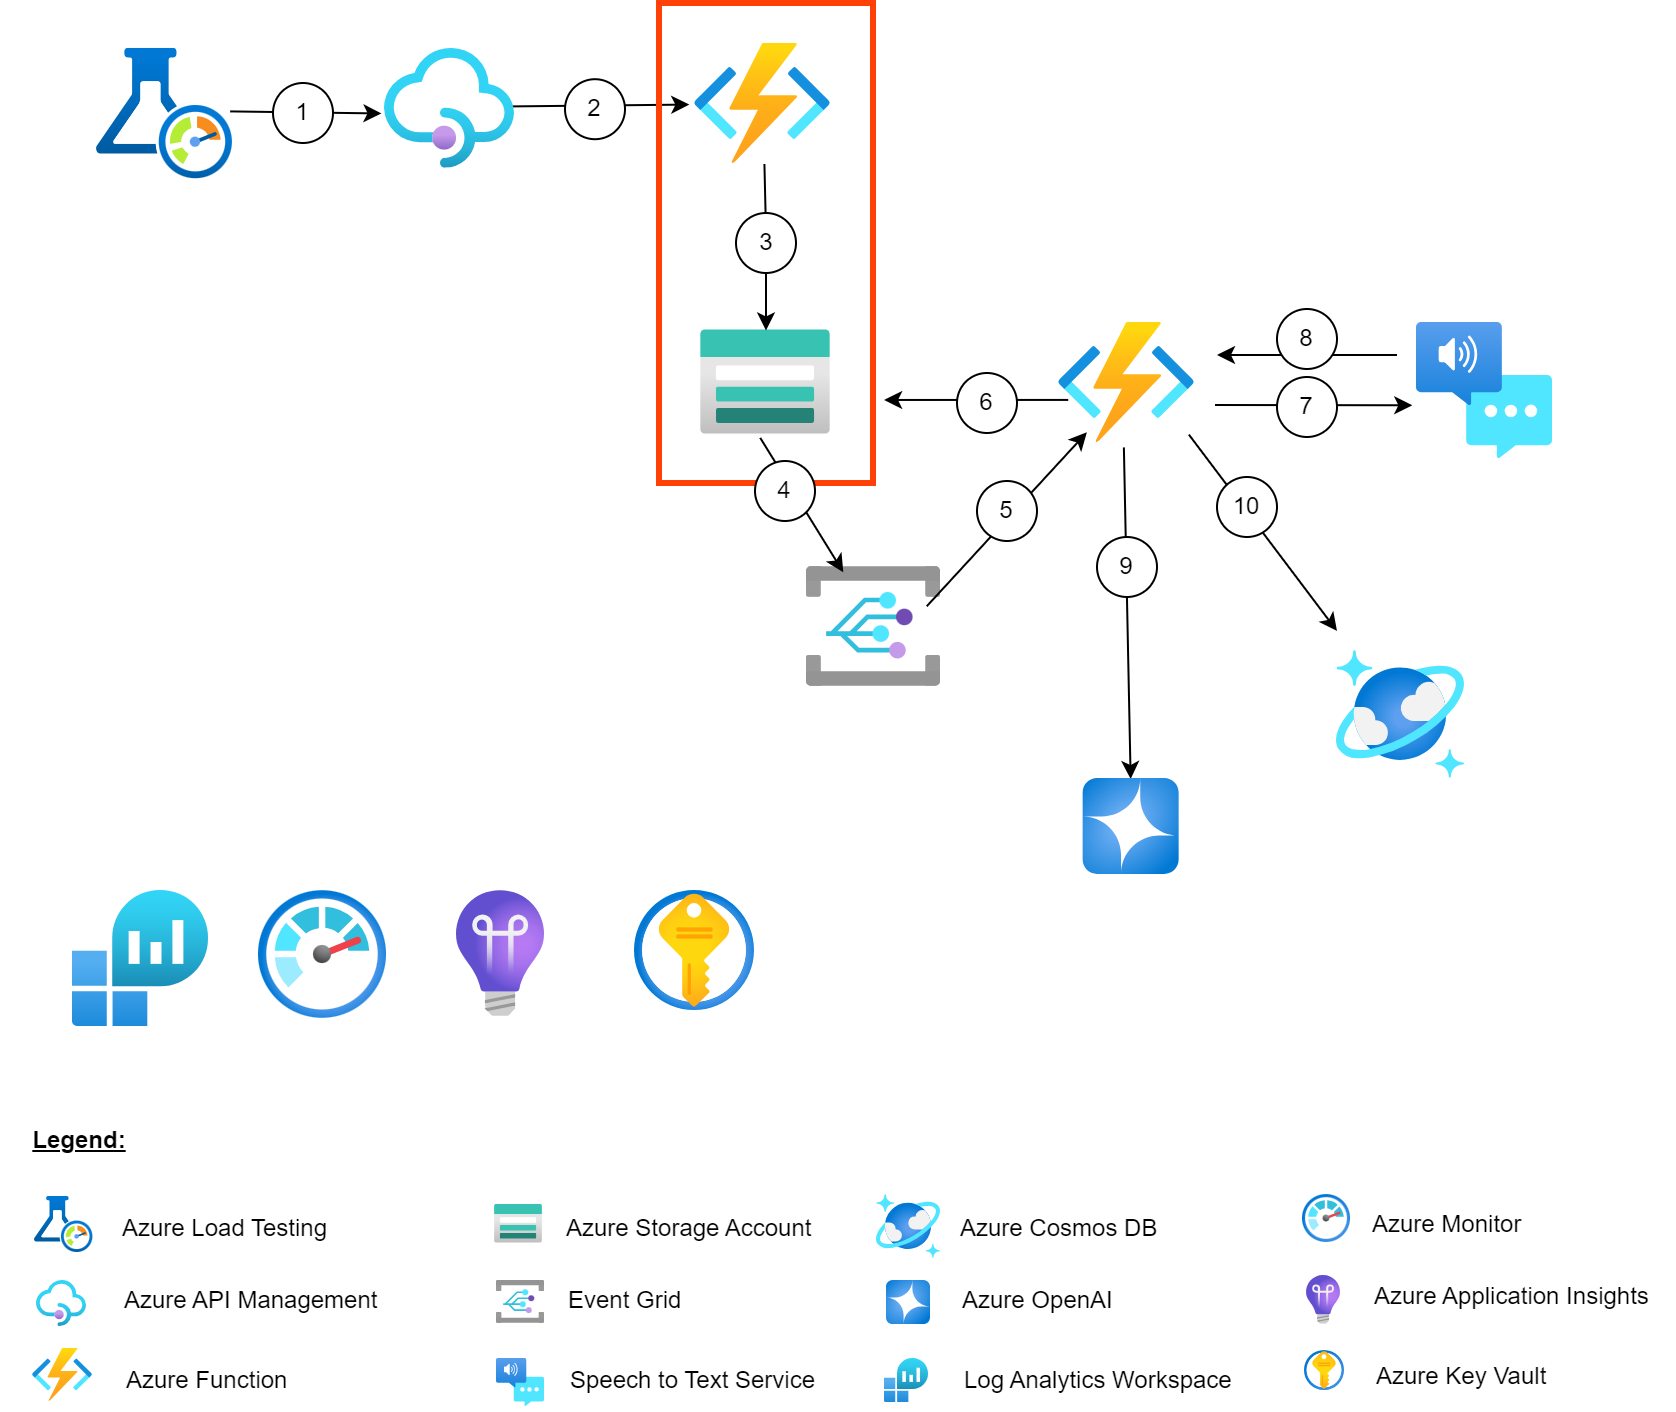 1
2
3
8
6
7
4
5
10
9
Legend:
Azure Load Testing
Azure Storage Account
Azure Cosmos DB
Azure Monitor
Azure API Management
Event Grid
Azure OpenAI
Azure Application Insights
Azure Function
Speech to Text Service
Log Analytics Workspace
Azure Key Vault